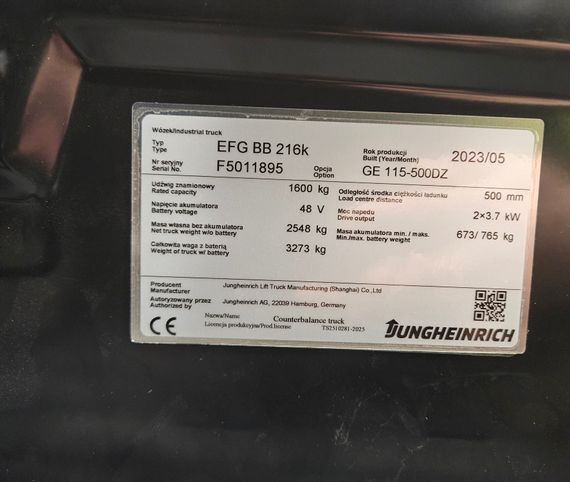 Wózek/Industrial truck
Typ
Type
EFG BB 216k
Rok produkcji
Built (Year/Month)
2023/05
Nr seryjny
Serial No.
F5011895
Opcja
Option
GE 115-500DZ
Udźwig znamionowy
Rated capacity
1600 kg
Odległość środka ciężkości ładunku
Load centre distance
500 mm
Napięcie akumulatora
Battery voltage
48 V
Moc napędu
Drive output
2×3.7 kW
Masa własna bez akumulatora
Net truck weight w/o battery
2548 kg
Masa akumulatora min. / maks.
Min./max. battery weight
673/ 765 kg
Całkowita waga z baterią
Weight of truck w/ battery
3273 kg
Producent
Manufacturer
Jungheinrich Lift Truck Manufacturing (Shanghai) Co.,Ltd
Autoryzowany przez
Authorized by
Jungheinrich AG, 22039 Hamburg, Germany
Nazwa/Name
Counterbalance truck
Licencja produkcyjna/Prod.license
TS2510281-2025
CE
JUNGHEINRICH